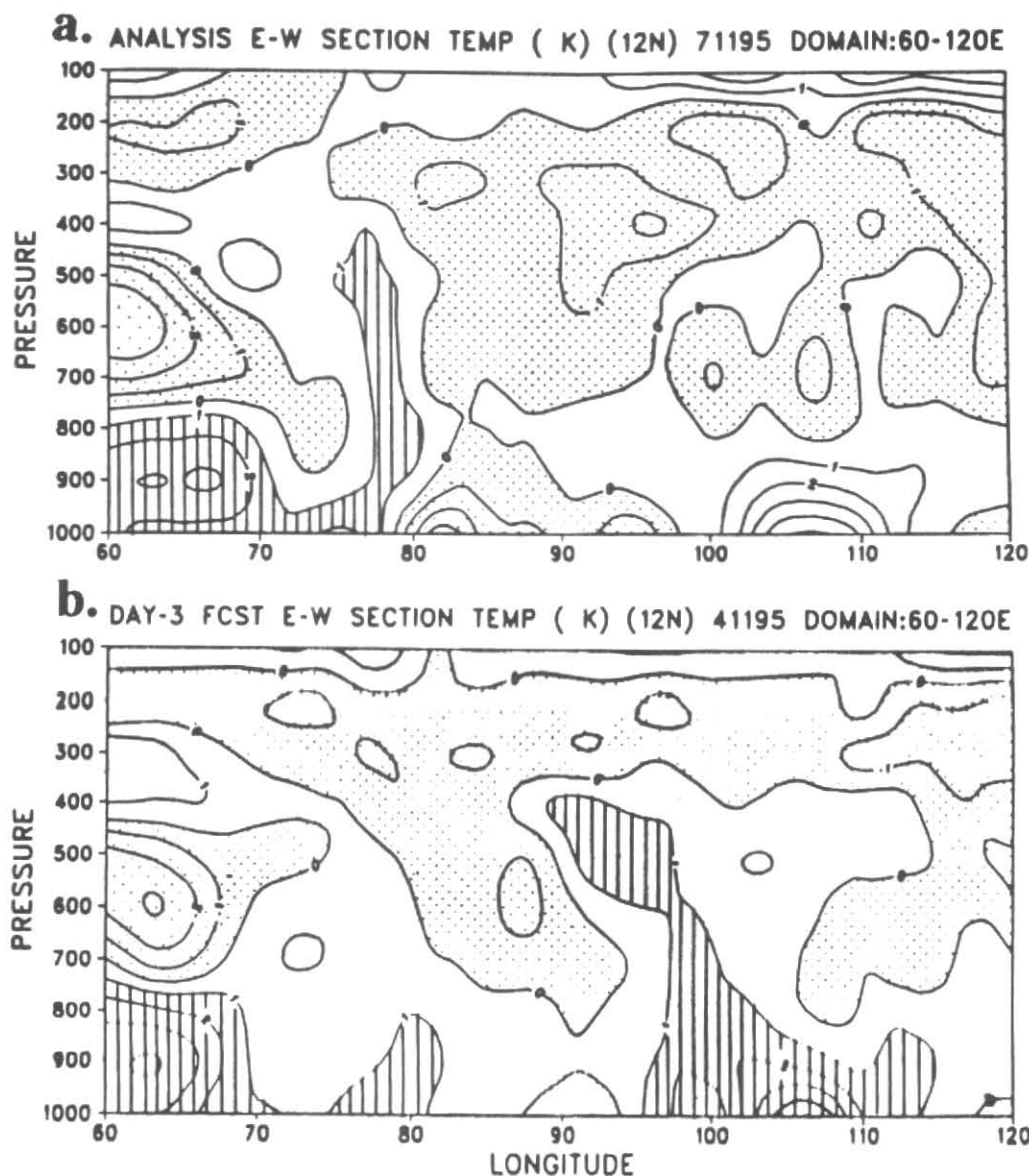 a. ANALYSIS E-W SECTION TEMP ( K) (12N) 71195 DOMAIN:60-120E
100
200
300
400
500
600
700
800
900
1000
PRESSURE
60 70 80 90 100 110 120
b. DAY-3 FCST E-W SECTION TEMP ( K) (12N) 41195 DOMAIN:60-120E
100
200
300
400
500
600
700
800
900
1000
PRESSURE
60 70 80 90 100 110 120
LONGITUDE